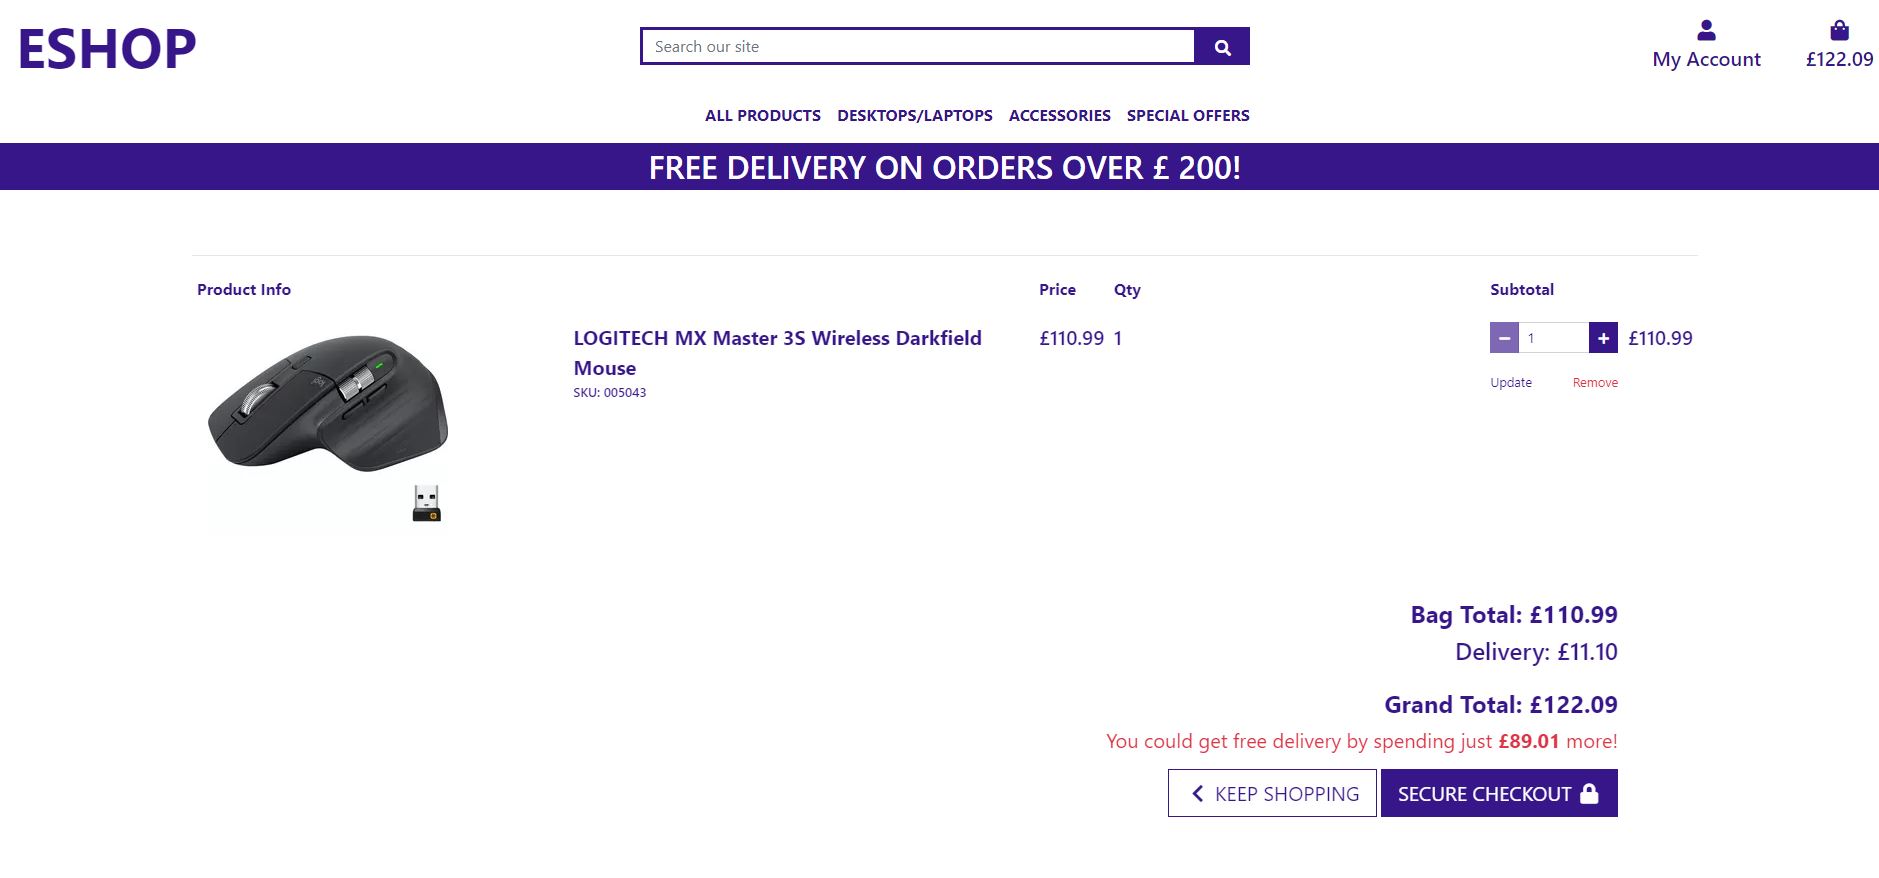 ESHOP
Search our site
My Account
£122.09
ALL PRODUCTS DESKTOPS/LAPTOPS ACCESSORIES SPECIAL OFFERS
FREE DELIVERY ON ORDERS OVER £ 200!
Product Info Price Qty Subtotal
LOGITECH MX Master 3S Wireless Darkfield
Mouse
SKU: 005043
£110.99 1
1 £110.99
Update Remove
logi
Bag Total: £110.99
Delivery: £11.10
Grand Total: £122.09
You could get free delivery by spending just £89.01 more!
KEEP SHOPPING SECURE CHECKOUT